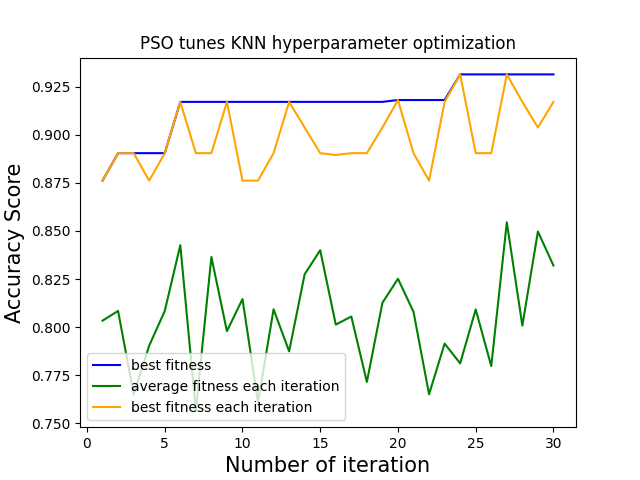 PSO tunes KNN hyperparameter optimization
Accuracy Score
0.925
0.900
0.875
0.850
0.825
0.800
0.775
0.750
best fitness
average fitness each iteration
best fitness each iteration
0 5 10 15 20 25 30
Number of iteration